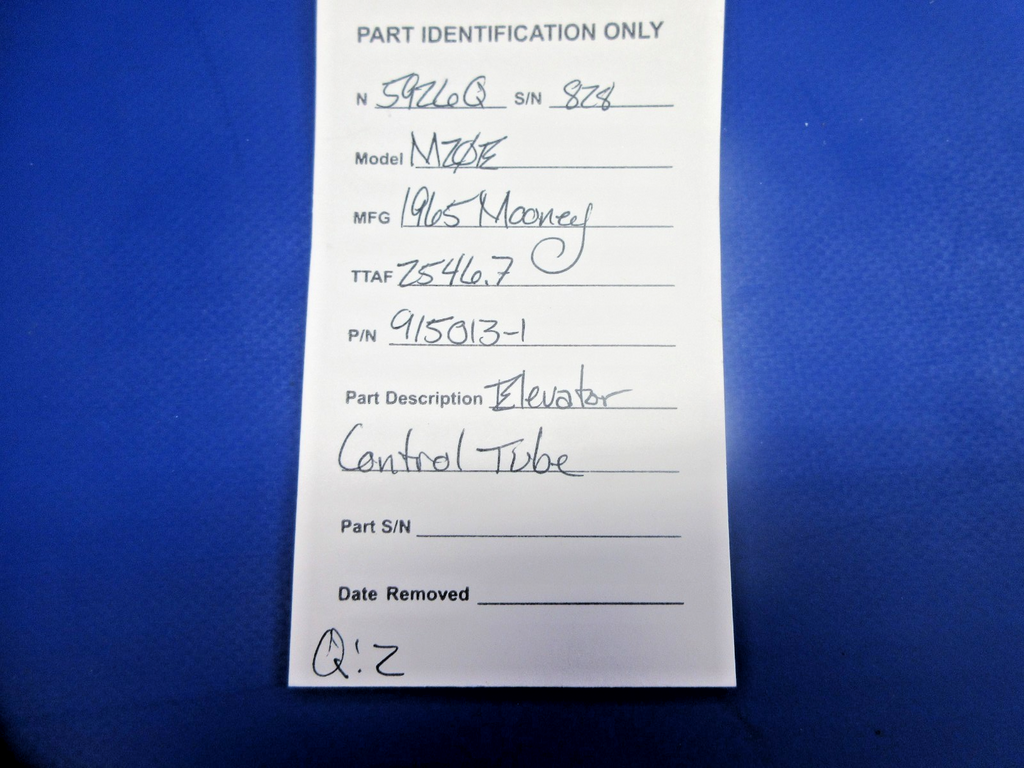 PART IDENTIFICATION ONLY
N 5926Q S/N 828
Model M20E
MFG 1965 Mooney
TTAF 2546.7
P/N 915013-1
Part Description Elevator
Control Tube
Part S/N
Date Removed
Q: 2